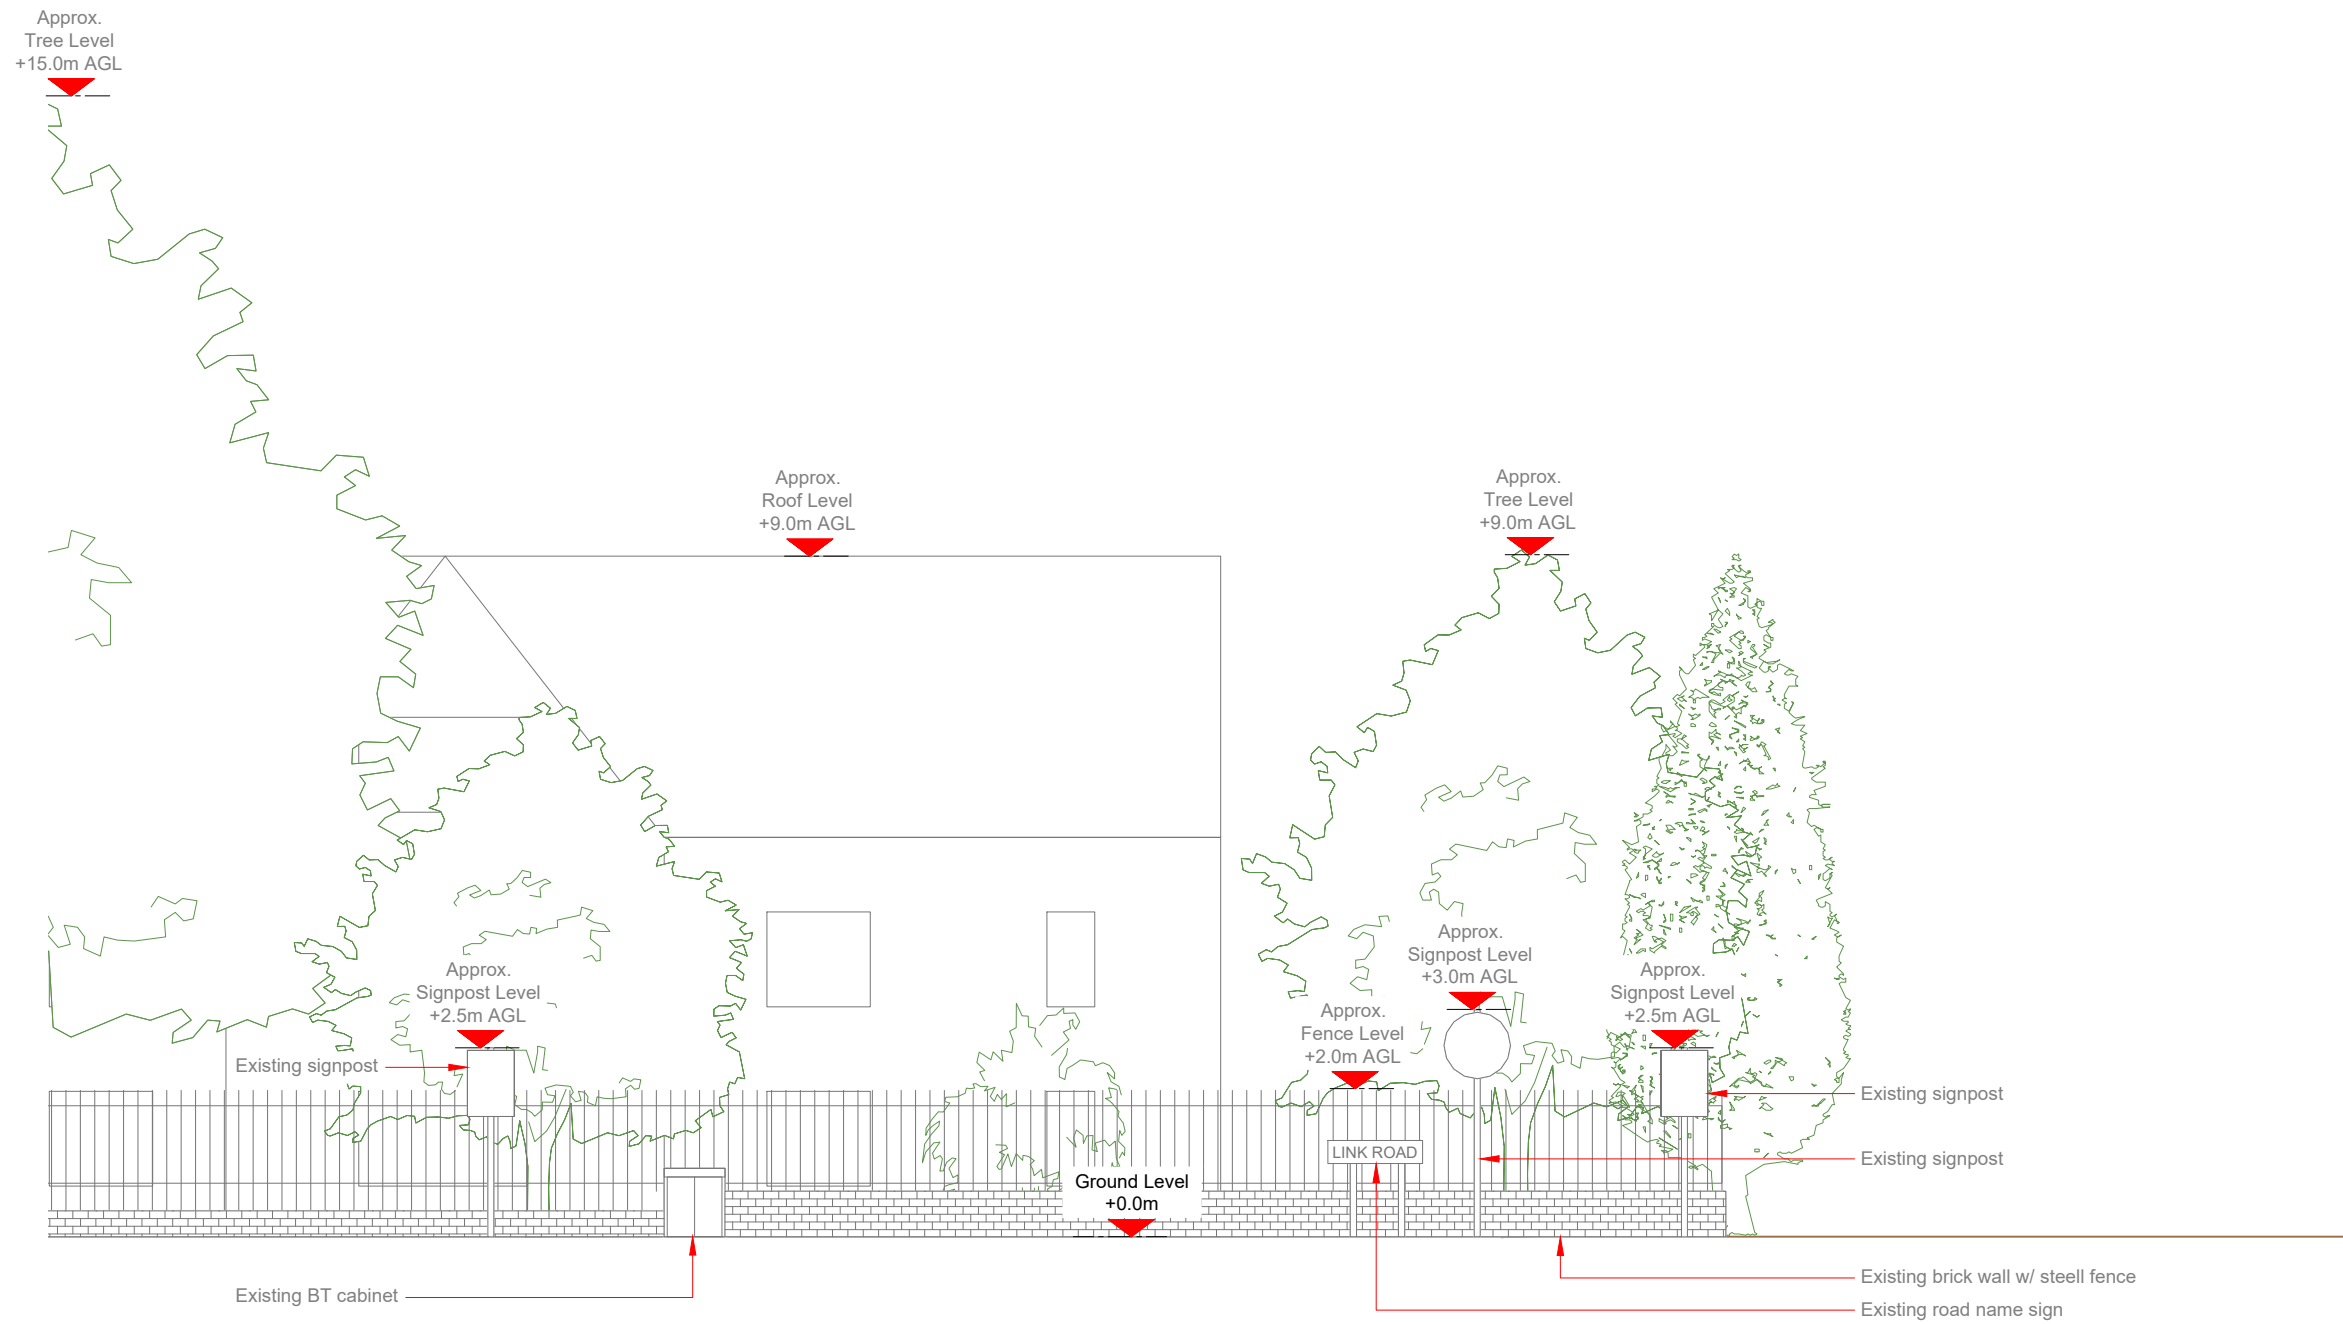 Approx.
Tree Level
+15.0m AGL
Approx.
Roof Level
+9.0m AGL
Approx.
Tree Level
+9.0m AGL
Approx.
Signpost Level
+3.0m AGL
Approx.
Signpost Level
+2.5m AGL
Approx.
Signpost Level
+2.5m AGL
Approx.
Fence Level
+2.0m AGL
Existing signpost
Existing signpost
LINK ROAD
Existing signpost
Ground Level
+0.0m
Existing brick wall w/ steell fence
Existing BT cabinet
Existing road name sign